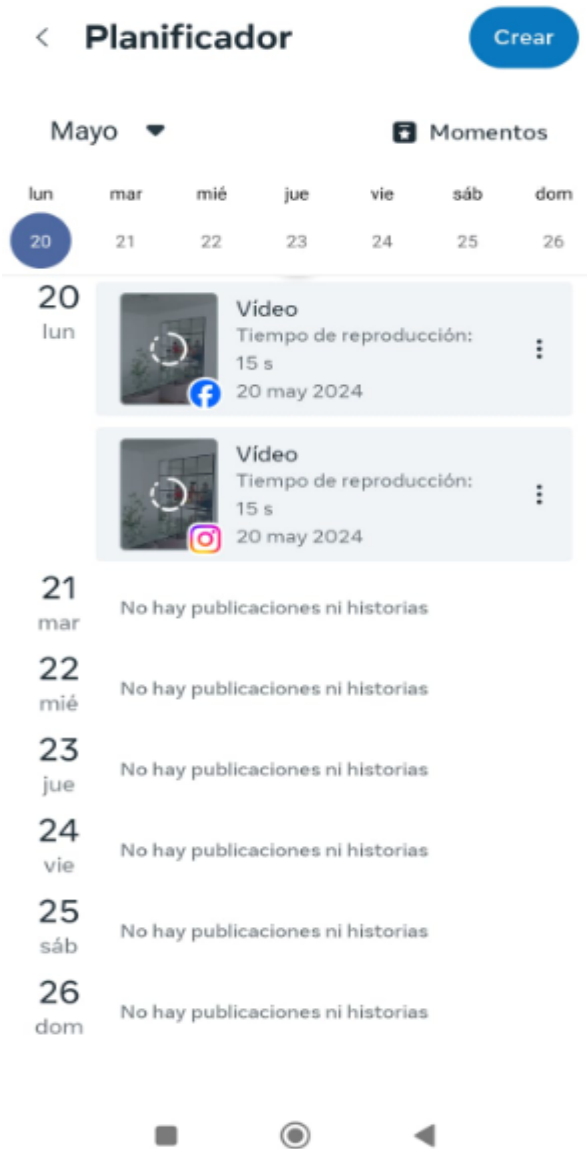 Planificador
Crear
Mayo
Momentos
lun mar mié jue vie sáb dom
20 21 22 23 24 25 26
20
lun
Vídeo
Tiempo de reproducción:
15 s
20 may 2024
Vídeo
Tiempo de reproducción:
15 s
20 may 2024
21
mar
No hay publicaciones ni historias
22
mié
No hay publicaciones ni historias
23
jue
No hay publicaciones ni historias
24
vie
No hay publicaciones ni historias
25
sáb
No hay publicaciones ni historias
26
dom
No hay publicaciones ni historias